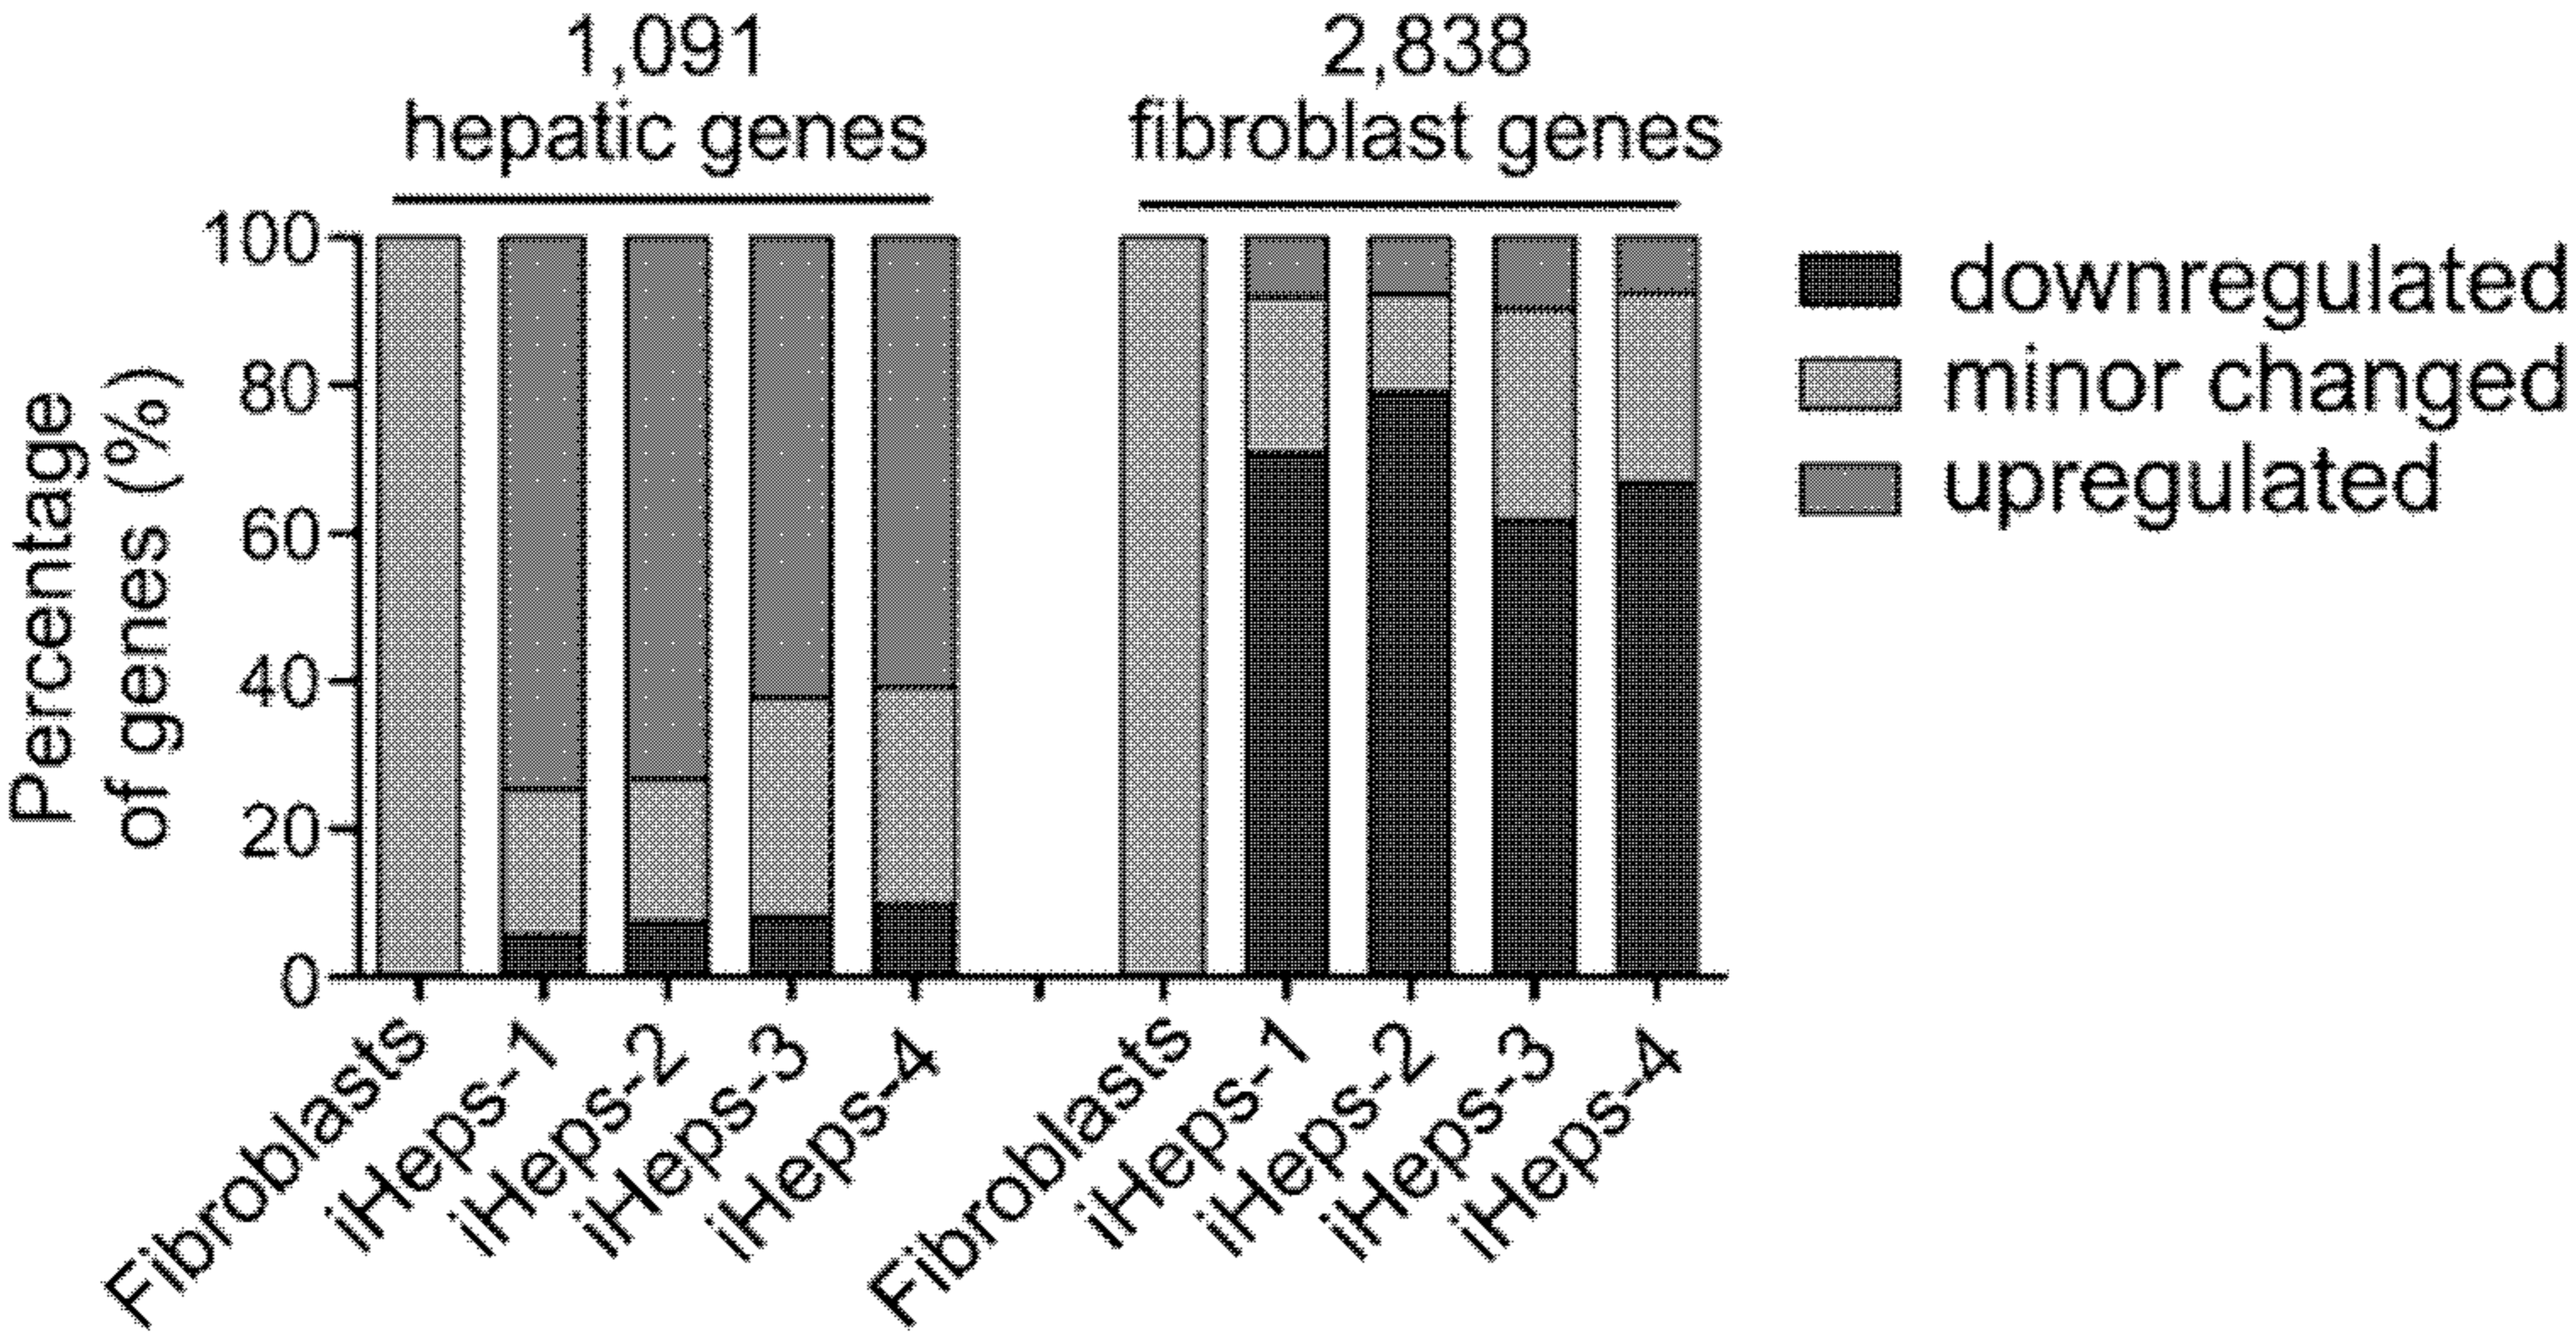 1,091
hepatic genes
2,838
fibroblast genes
Percentage
of genes (%)
100
80
60
40
20
0
downregulated
minor changed
upregulated
Fibroblasts
iHeps-1
iHeps-2
iHeps-3
iHeps-4
Fibroblasts
iHeps-1
iHeps-2
iHeps-3
iHeps-4